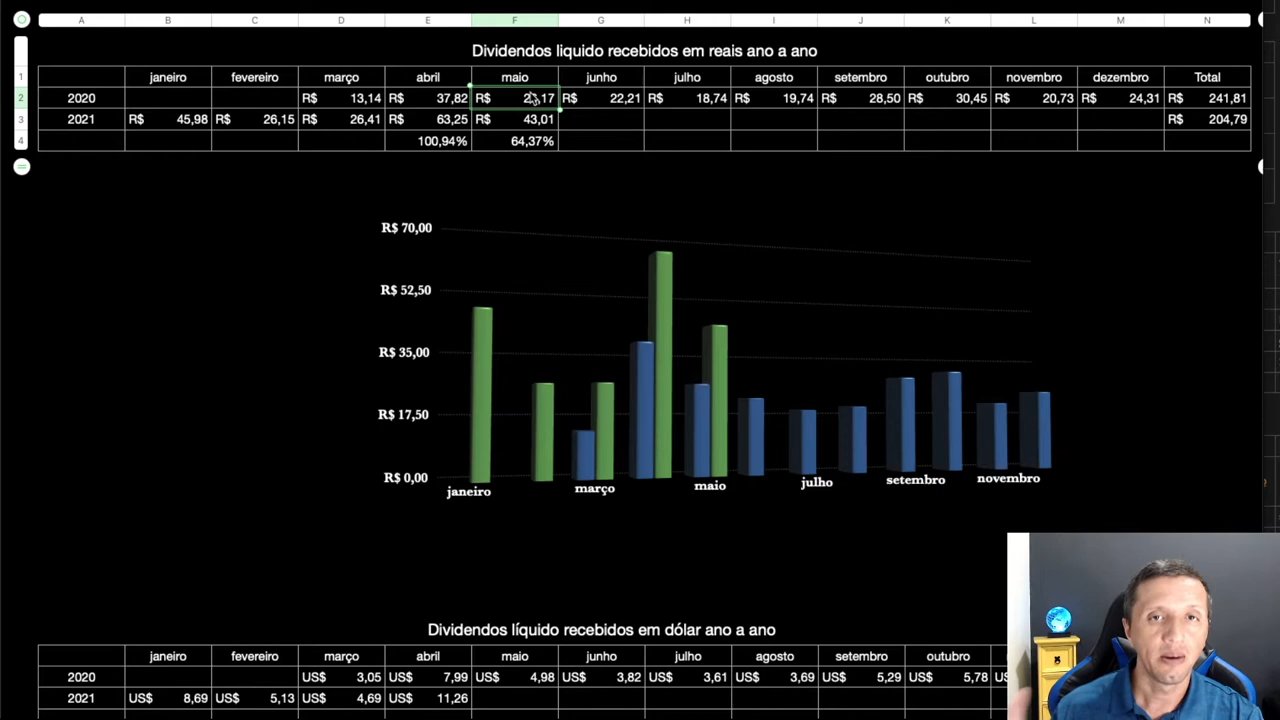 A B C D E F G H I J K L M N
Dividendos liquido recebidos em reais ano a ano
1 janeiro fevereiro março abril maio junho julho agosto setembro outubro novembro dezembro Total
2 2020 R$ 13,14 R$ 37,82 R$ R$ 22,21 R$ 18,74 R$ 19,74 R$ 28,50 R$ 30,45 R$ 20,73 R$ 24,31 R$ 241,81
3 2021 R$ 45,98 R$ 26,15 R$ 26,41 R$ 63,25 R$ 43,01 R$ 204,79
4 100,94% 64,37%
R$ 70,00
R$ 52,50
R$ 35,00
R$ 17,50
R$ 0,00
janeiro março maio julho setembro novembro
Dividendos líquido recebidos em dólar ano a ano
janeiro fevereiro março abril maio junho julho agosto setembro outubro
2020 US$ 3,05 US$ 7,99 US$ 4,98 US$ 3,82 US$ 3,61 US$ 3,69 US$ 5,29 US$ 5,78 US$
2021 US$ 8,69 US$ 5,13 US$ 4,69 US$ 11,26